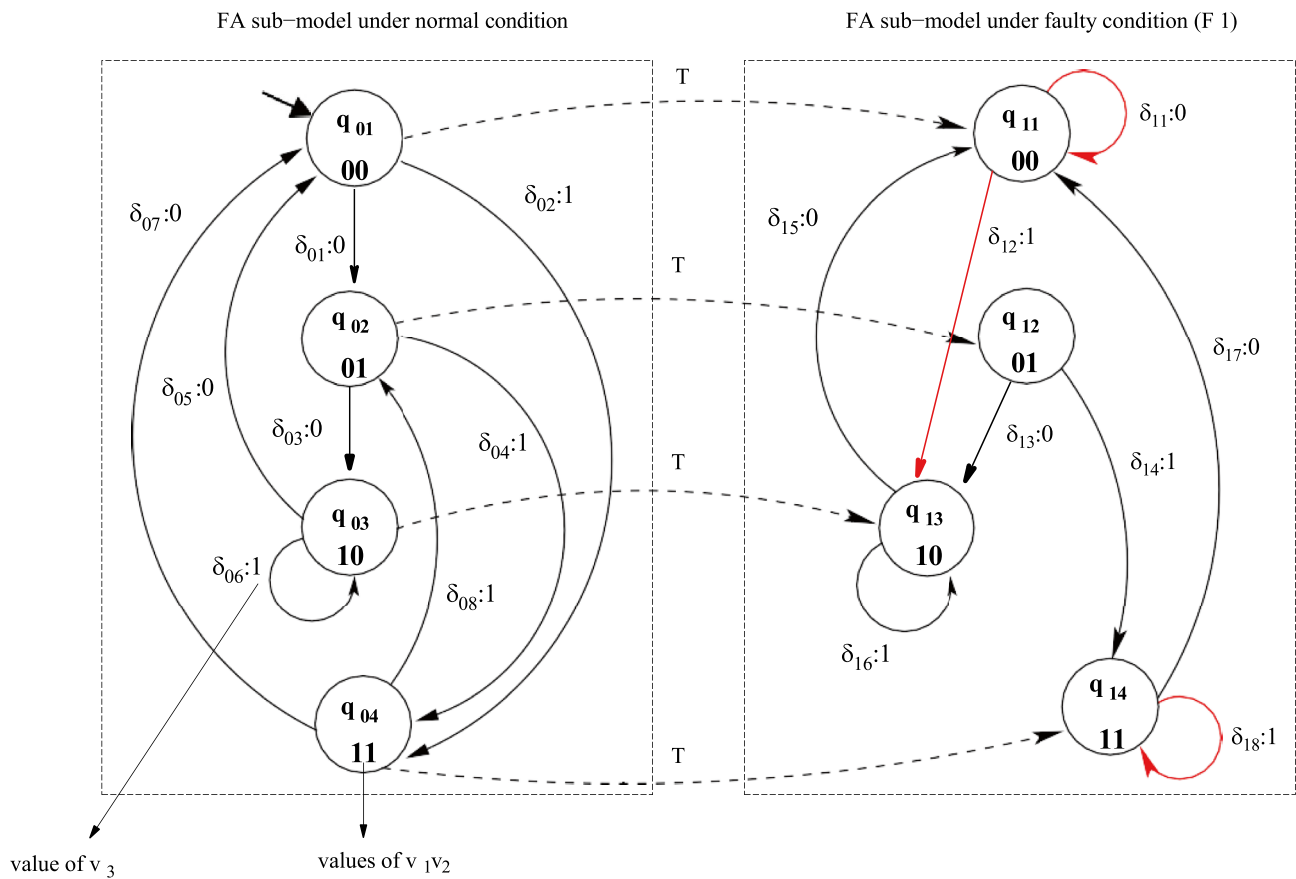 FA sub−model under normal condition
FA sub−model under faulty condition (F 1)
T
q 01
00
q 11
00
δ11:0
δ07:0
δ02:1
δ15:0
δ01:0
δ12:1
T
q 02
01
q 12
01
δ17:0
δ05:0
δ03:0
δ04:1
δ13:0
δ14:1
T
q 03
10
q 13
10
δ06:1
δ08:1
δ16:1
q 04
11
q 14
11
T
δ18:1
value of v 3
values of v 1v2